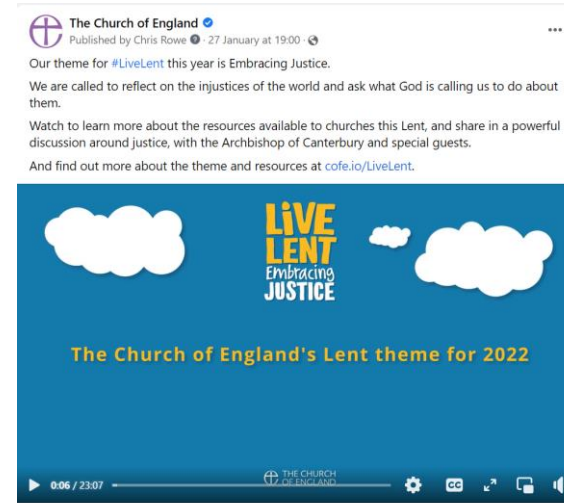 The Church of England
Published by Chris Rowe · 27 January at 19:00 ·
Our theme for #LiveLent this year is Embracing Justice.
We are called to reflect on the injustices of the world and ask what God is calling us to do about
them.
Watch to learn more about the resources available to churches this Lent, and share in a powerful
discussion around justice, with the Archbishop of Canterbury and special guests.
And find out more about the theme and resources at cofe.io/LiveLent.
LiVE
LENT
Embracing
JUSTICE
The Church of England's Lent theme for 2022
THE CHURCH
OF ENGLAND
0:06 / 23:07
CC